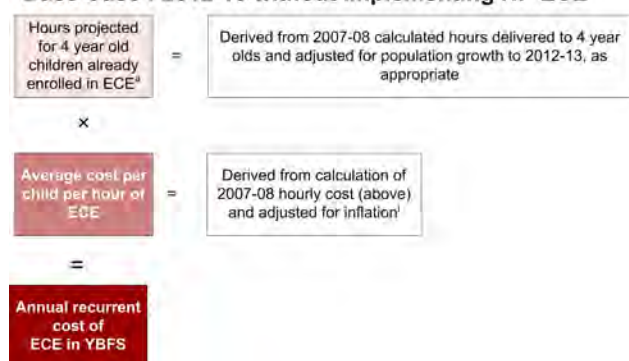 Hours projected
for 4 year old
children already
enrolled in ECEª
=
Derived from 2007-08 calculated hours delivered to 4 year
olds and adjusted for population growth to 2012-13, as
appropriate
×
Average cost per
child per hour of
ECE
=
Derived from calculation of
2007-08 hourly cost (above)
and adjusted for inflationⁱ
=
Annual recurrent
cost of
ECE in YBFS